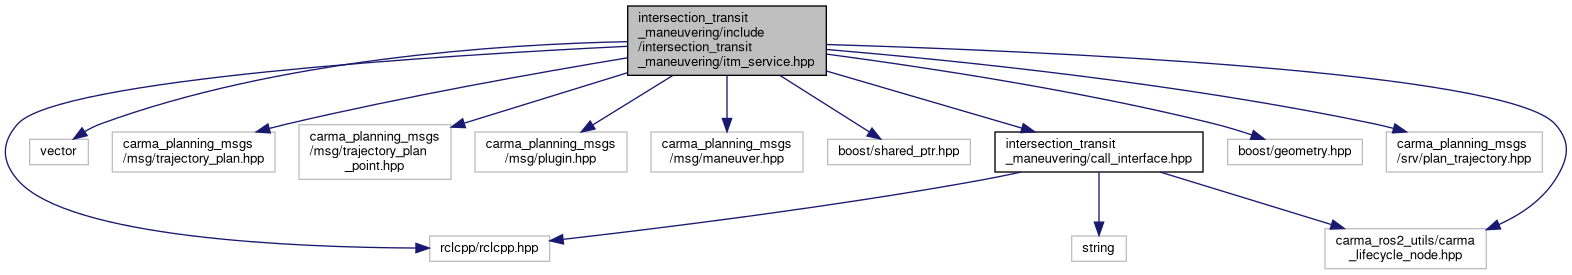 intersection_transit
_maneuvering/include
/intersection_transit
_maneuvering/itm_service.hpp
vector
carma_planning_msgs
/msg/trajectory_plan.hpp
carma_planning_msgs
/msg/trajectory_plan
_point.hpp
carma_planning_msgs
/msg/plugin.hpp
carma_planning_msgs
/msg/maneuver.hpp
boost/shared_ptr.hpp
intersection_transit
_maneuvering/call_interface.hpp
boost/geometry.hpp
carma_planning_msgs
/srv/plan_trajectory.hpp
rclcpp/rclcpp.hpp
string
carma_ros2_utils/carma
_lifecycle_node.hpp